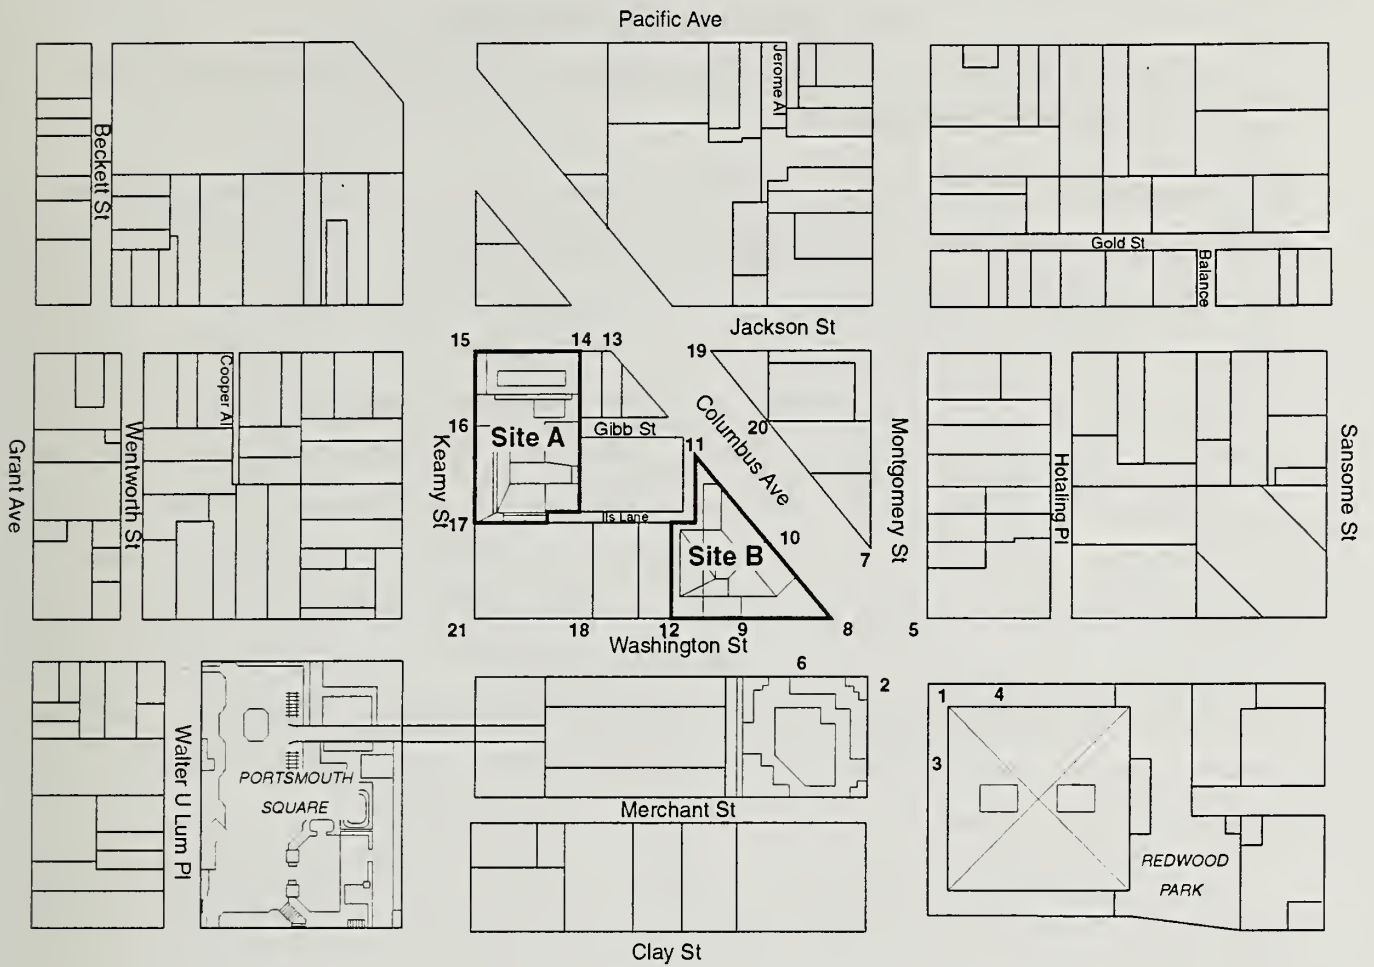 Pacific Ave
Jerome Al
Beckett St
Gold St
Balance
Jackson St
15
14
13
19
Cooper Al
Columbus Ave
16
Site A
Gibb St
20
11
Grant Ave
Wentworth St
Kearny St
Montgomery St
Hotaling Pl
Sansome St
17
Ils Lane
10
Site B
7
21
18
12
9
8
5
Washington St
6
2
1
4
3
Walter U Lum Pl
PORTSMOUTH
SQUARE
Merchant St
REDWOOD
PARK
Clay St